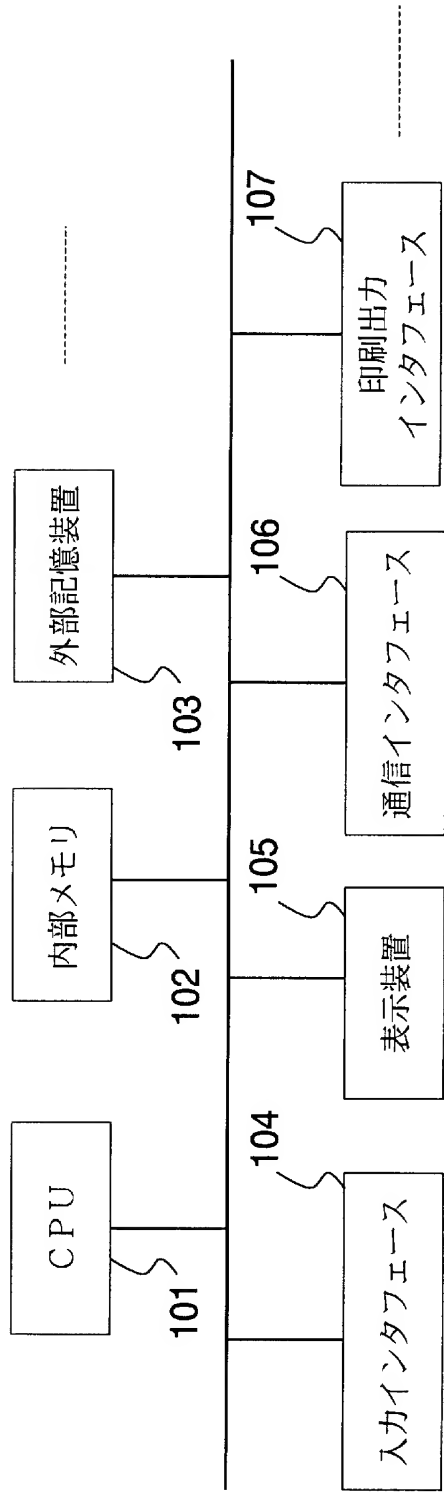 CPU
101
内部メモリ
102
外部記憶装置
103
104
入力インタフェース
105
表示装置
106
通信インタフェース
107
印刷出力
インタフェース